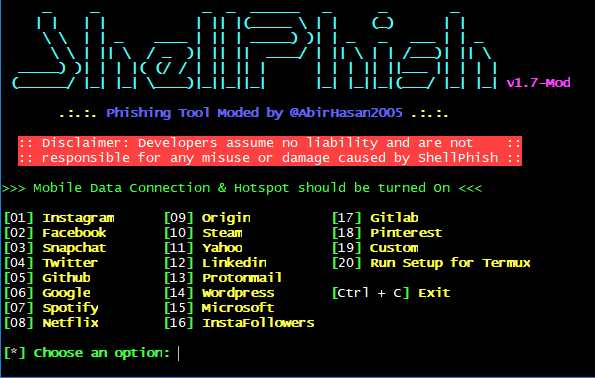 ShellPhish v1.7-Mod
.:.:. Phishing Tool Moded by @AbirHasan2005 .:.:.
:: Disclaimer: Developers assume no liability and are not ::
:: responsible for any misuse or damage caused by ShellPhish ::
>>> Mobile Data Connection & Hotspot should be turned On <<<
[01] Instagram [09] Origin [17] Gitlab
[02] Facebook [10] Steam [18] Pinterest
[03] Snapchat [11] Yahoo [19] Custom
[04] Twitter [12] Linkedin [20] Run Setup for Termux
[05] Github [13] Protonmail
[06] Google [14] Wordpress [Ctrl + C] Exit
[07] Spotify [15] Microsoft
[08] Netflix [16] InstaFollowers
[*] Choose an option: